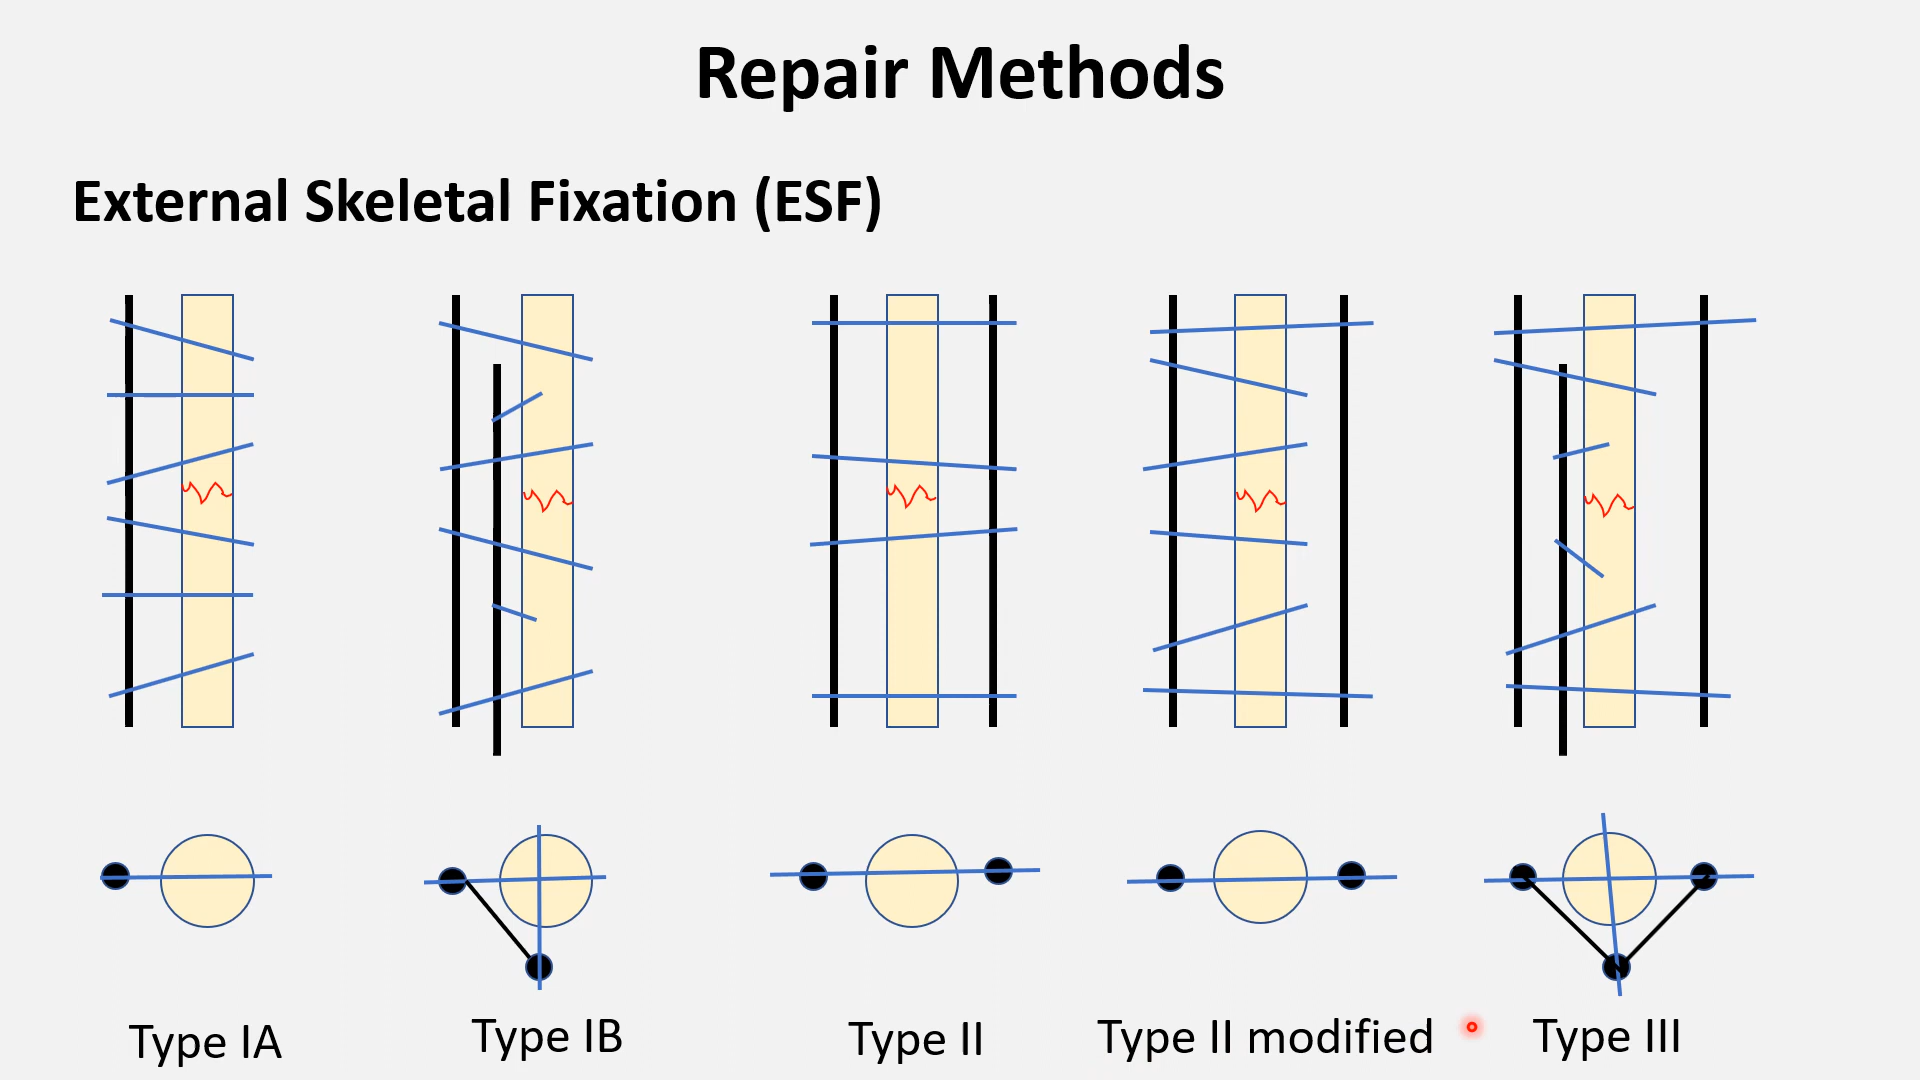 Repair Methods
External Skeletal Fixation (ESF)
Type IA
Type IB
Type II
Type II modified
Type III